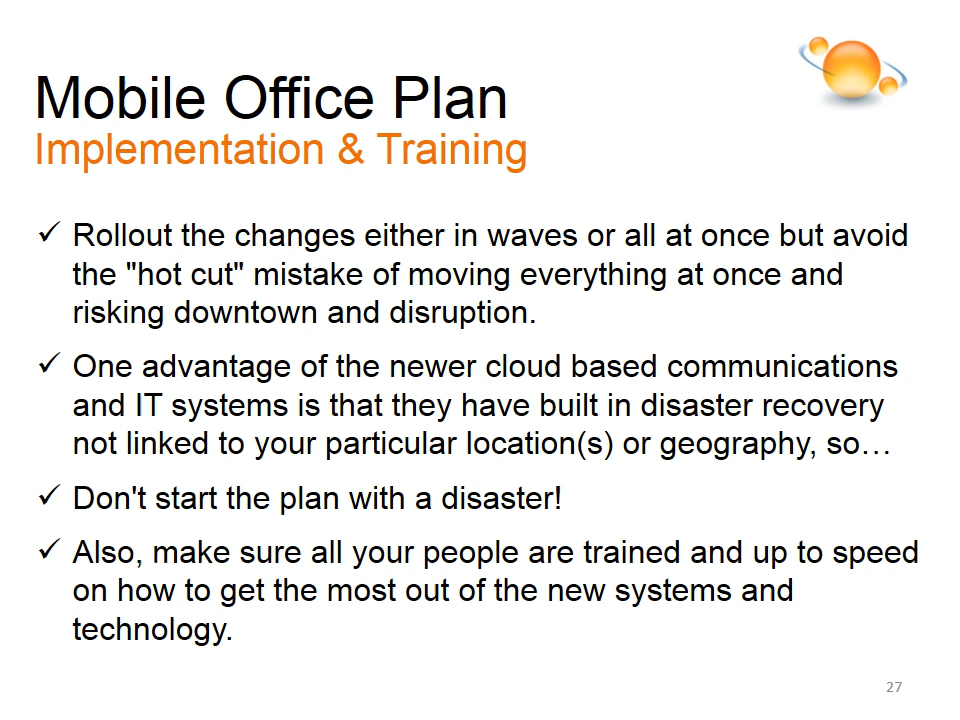 Mobile Office Plan
Implementation & Training
✓ Rollout the changes either in waves or all at once but avoid
the "hot cut" mistake of moving everything at once and
risking downtown and disruption.
✓ One advantage of the newer cloud based communications
and IT systems is that they have built in disaster recovery
not linked to your particular location(s) or geography, so…
✓ Don't start the plan with a disaster!
✓ Also, make sure all your people are trained and up to speed
on how to get the most out of the new systems and
technology.
27